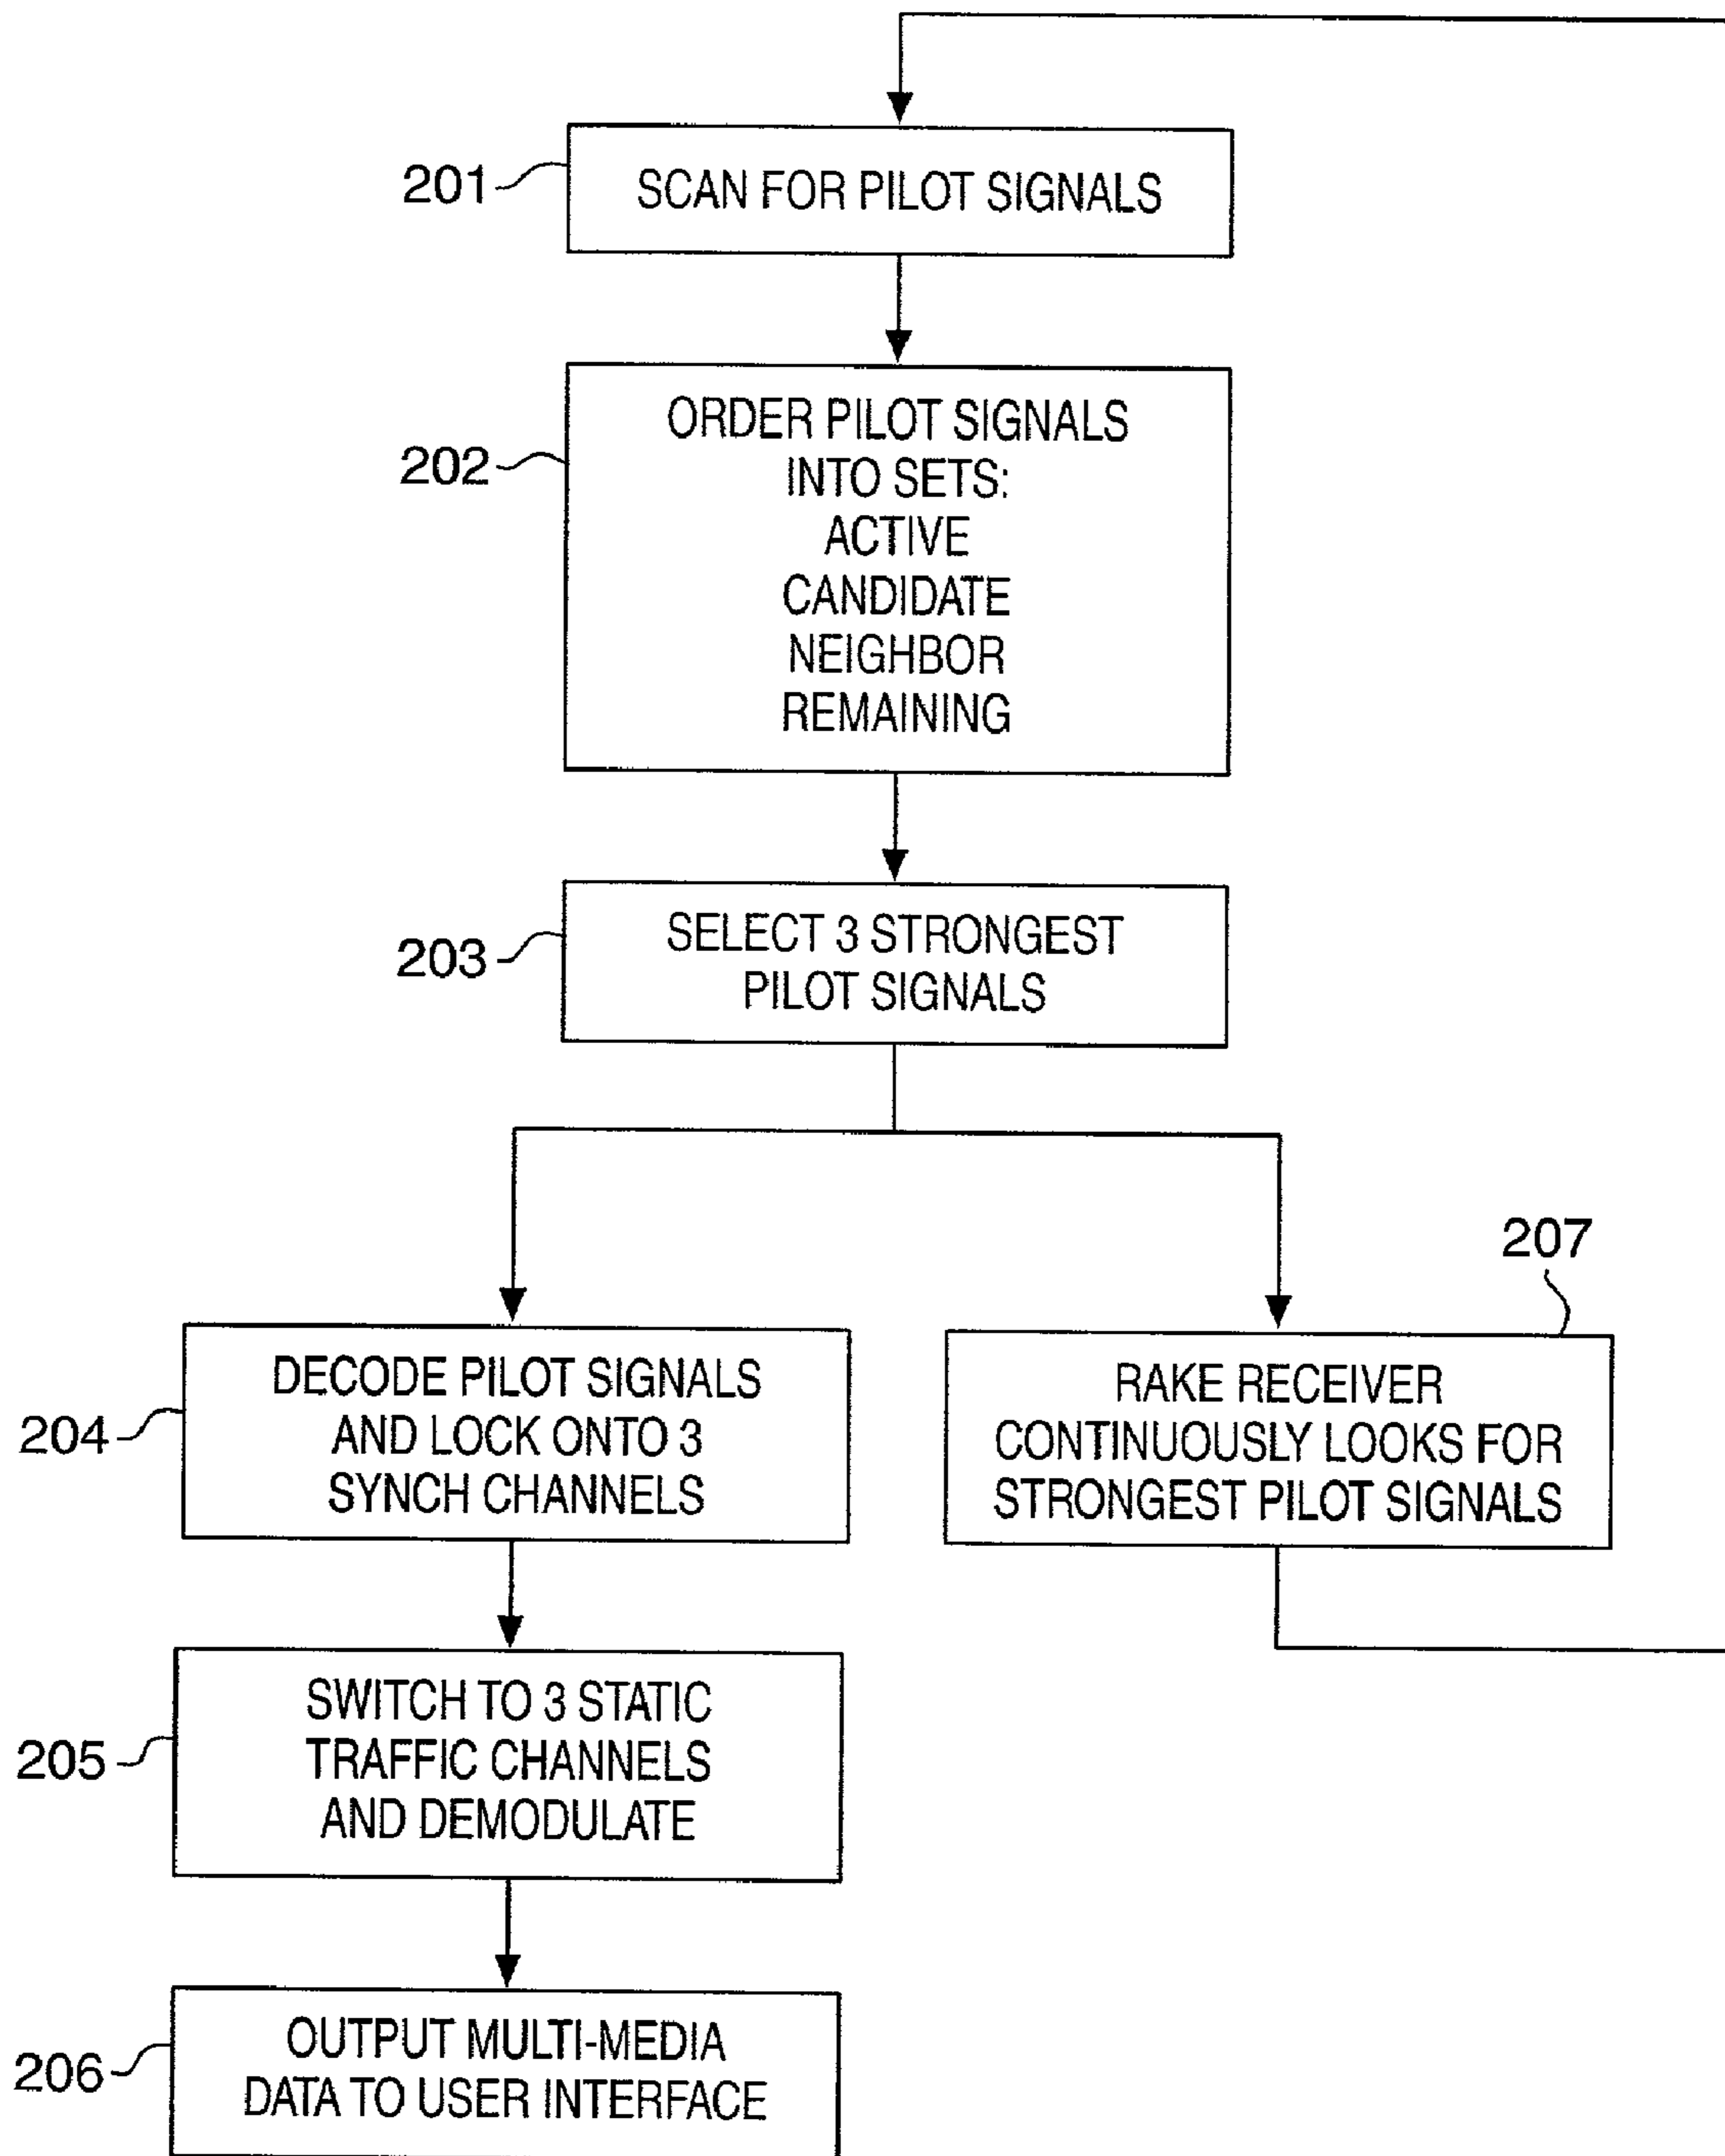 201
SCAN FOR PILOT SIGNALS
202
ORDER PILOT SIGNALS
INTO SETS:
ACTIVE
CANDIDATE
NEIGHBOR
REMAINING
203
SELECT 3 STRONGEST
PILOT SIGNALS
204
DECODE PILOT SIGNALS
AND LOCK ONTO 3
SYNCH CHANNELS
207
RAKE RECEIVER
CONTINUOUSLY LOOKS FOR
STRONGEST PILOT SIGNALS
205
SWITCH TO 3 STATIC
TRAFFIC CHANNELS
AND DEMODULATE
206
OUTPUT MULTI-MEDIA
DATA TO USER INTERFACE